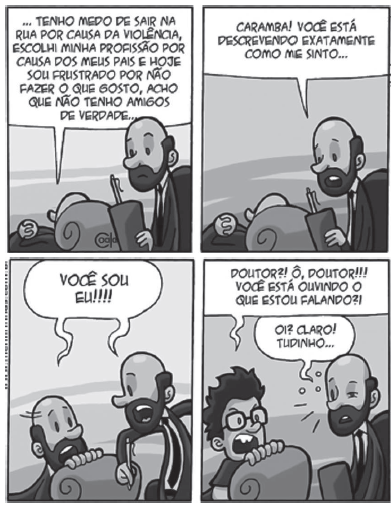 ... TENHO MEDO DE SAIR NA
RUA POR CAUSA DA VIOLÊNCIA,
ESCOLHI MINHA PROFISSÃO POR
CAUSA DOS MEUS PAIS E HOJE
SOU FRUSTRADO POR NÃO
FAZER O QUE GOSTO, ACHO
QUE NÃO TENHO AMIGOS
DE VERDADE...
CARAMBA! VOCÊ ESTÁ
DESCREVENDO EXATAMENTE
COMO ME SINTO...
VOCÊ SOU
EU!!!!
DOUTOR?! Ô, DOUTOR!!!
VOCÊ ESTÁ OUVINDO O
QUE ESTOU FALANDO?!
OI? CLARO!
TUDINHO...